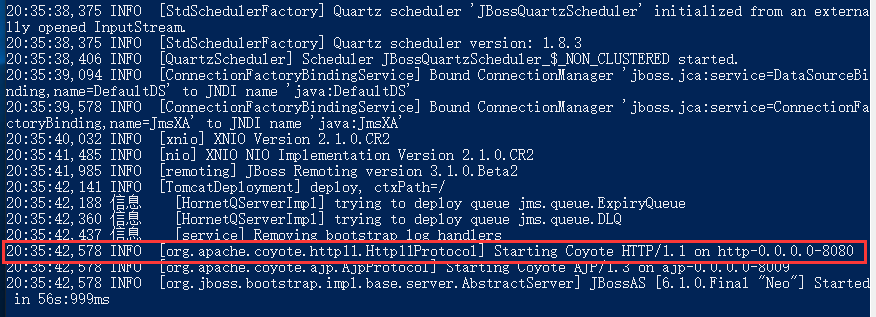 20:35:38,375 INFO  [StdSchedulerFactory] Quartz scheduler 'JBossQuartzScheduler' initialized from an externa
lly opened InputStream.
20:35:38,375 INFO  [StdSchedulerFactory] Quartz scheduler version: 1.8.3
20:35:38,406 INFO  [QuartzScheduler] Scheduler JBossQuartzScheduler_$_NON_CLUSTERED started.
20:35:39,094 INFO  [ConnectionFactoryBindingService] Bound ConnectionManager 'jboss.jca:service=DataSourceBi
nding,name=DefaultDS' to JNDI name 'java:DefaultDS'
20:35:39,578 INFO  [ConnectionFactoryBindingService] Bound ConnectionManager 'jboss.jca:service=ConnectionFa
ctoryBinding,name=JmsXA' to JNDI name 'java:JmsXA'
20:35:40,032 INFO  [xnio] XNIO Version 2.1.0.CR2
20:35:41,485 INFO  [nio] XNIO NIO Implementation Version 2.1.0.CR2
20:35:41,985 INFO  [remoting] JBoss Remoting version 3.1.0.Beta2
20:35:42,141 INFO  [TomcatDeployment] deploy, ctxPath=/
20:35:42,188 信息    [HornetQServerImpl] trying to deploy queue jms.queue.ExpiryQueue
20:35:42,360 信息    [HornetQServerImpl] trying to deploy queue jms.queue.DLQ
20:35:42,437 信息    [service] Removing bootstrap log handlers
20:35:42,578 INFO  [org.apache.coyote.http11.Http11Protocol] Starting Coyote HTTP/1.1 on http-0.0.0.0-8080
20:35:42,578 INFO  [org.apache.coyote.ajp.AjpProtocol] Starting Coyote AJP/1.3 on ajp-0.0.0.0-8009
20:35:42,578 INFO  [org.jboss.bootstrap.impl.base.server.AbstractServer] JBossAS [6.1.0.Final "Neo"] Started
 in 56s:999ms